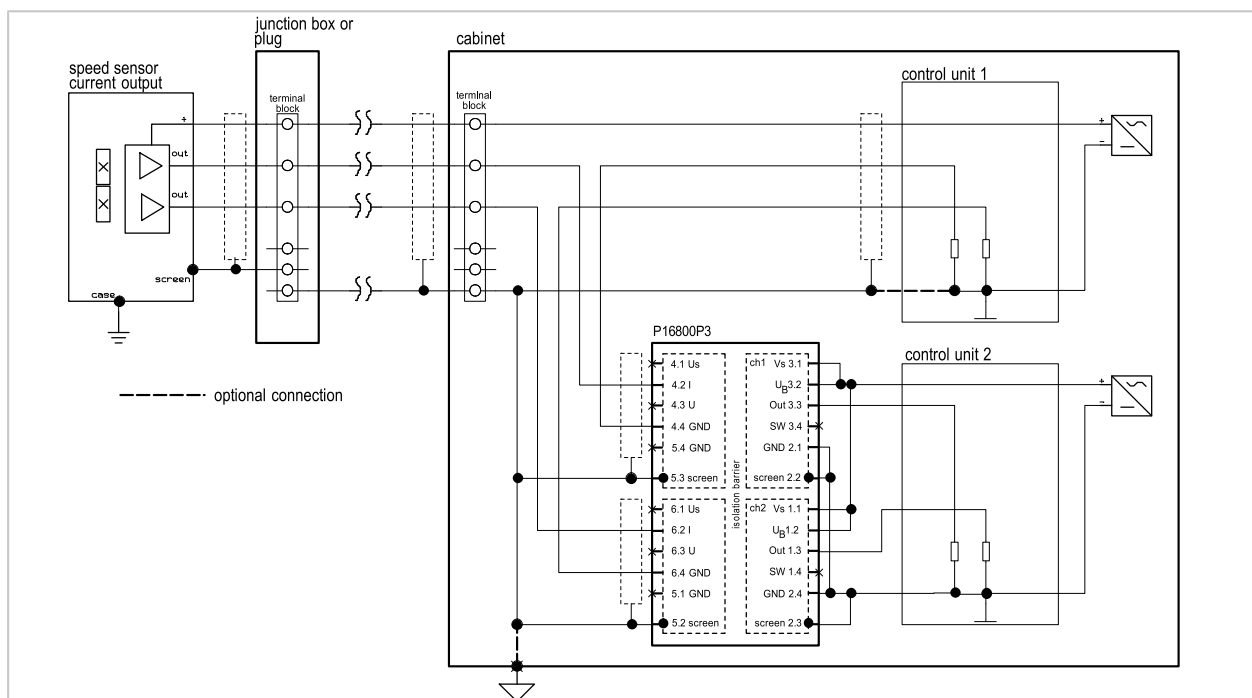 junction box or
plug
cabinet
speed sensor
current output
control unit 1
terminal
block
terminal
block
+
out
out
+
-
screen
case
P16800P3
control unit 2
optional connection
4.1 Us
4.2 I
4.3 U
4.4 GND
5.4 GND
5.3 screen
6.1 Us
6.2 I
6.3 U
6.4 GND
5.1 GND
5.2 screen
isolation barrier
ch1 Vs 3.1
UB3.2
Out 3.3
SW 3.4
GND 2.1
screen 2.2
ch2 Vs 1.1
UB1.2
Out 1.3
SW 1.4
GND 2.4
screen 2.3
+
-